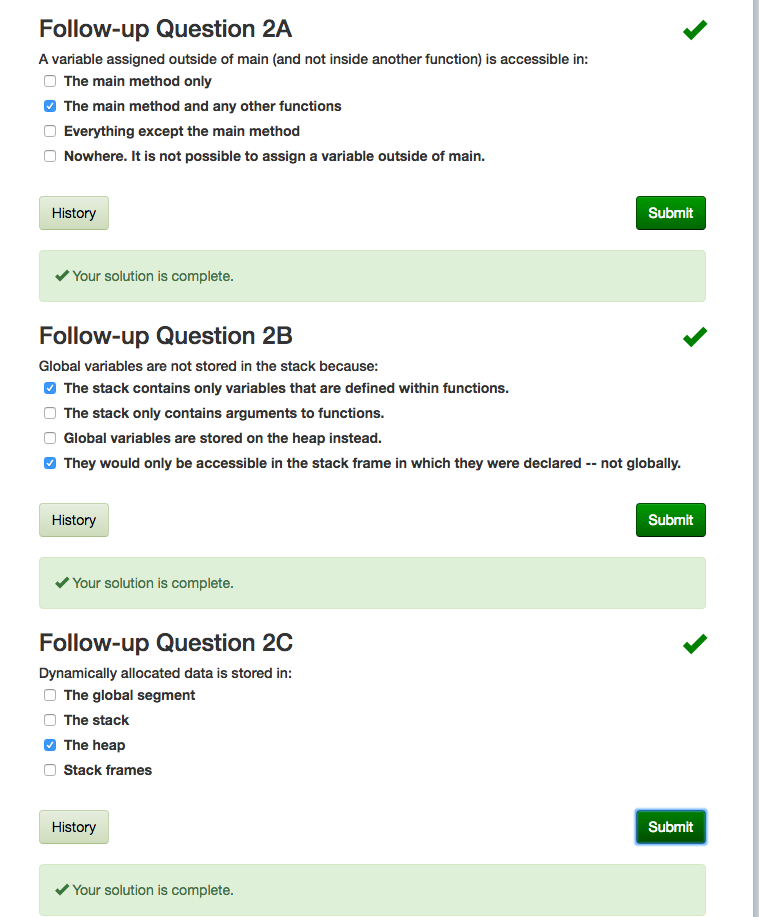 Follow-up Question 2A
A variable assigned outside of main (and not inside another function) is accessible in:
The main method only
The main method and any other functions
Everything except the main method
Nowhere. It is not possible to assign a variable outside of main.
History
Submit
Your solution is complete.
Follow-up Question 2B
Global variables are not stored in the stack because:
The stack contains only variables that are defined within functions.
The stack only contains arguments to functions.
Global variables are stored on the heap instead.
They would only be accessible in the stack frame in which they were declared -- not globally.
History
Submit
Your solution is complete.
Follow-up Question 2C
Dynamically allocated data is stored in:
The global segment
The stack
The heap
Stack frames
History
Submit
Your solution is complete.